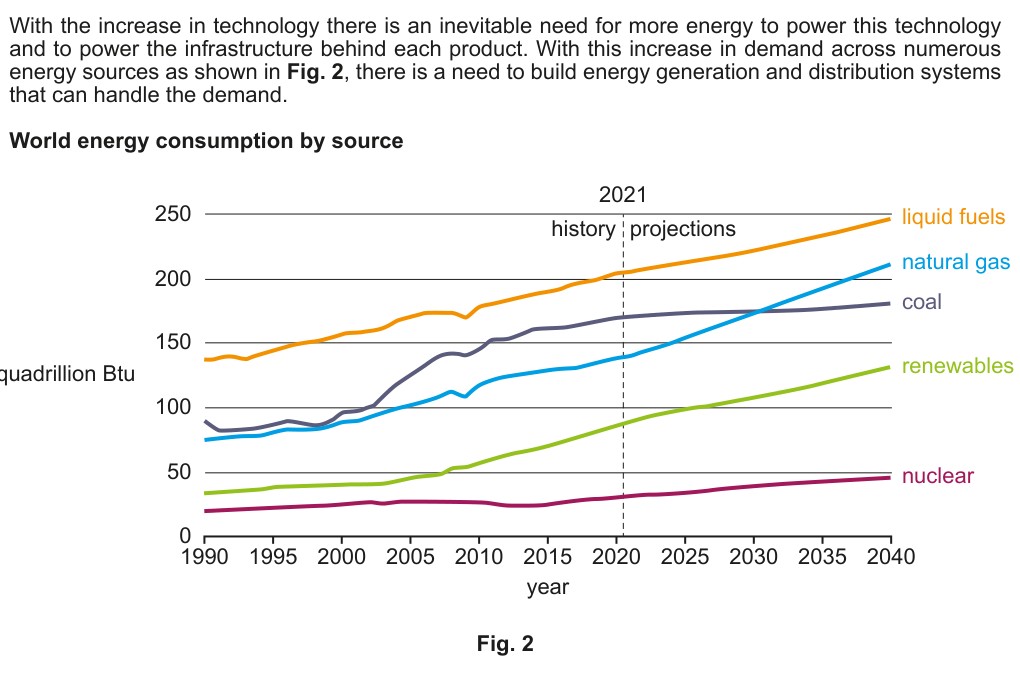 With the increase in technology there is an inevitable need for more energy to power this technology
and to power the infrastructure behind each product. With this increase in demand across numerous
energy sources as shown in Fig. 2, there is a need to build energy generation and distribution systems
that can handle the demand.
World energy consumption by source
2021
250
history
projections
liquid fuels
natural gas
200
coal
150
quadrillion Btu
renewables
100
50
nuclear
0
1990 1995 2000 2005 2010 2015 2020 2025 2030 2035 2040
year
Fig. 2